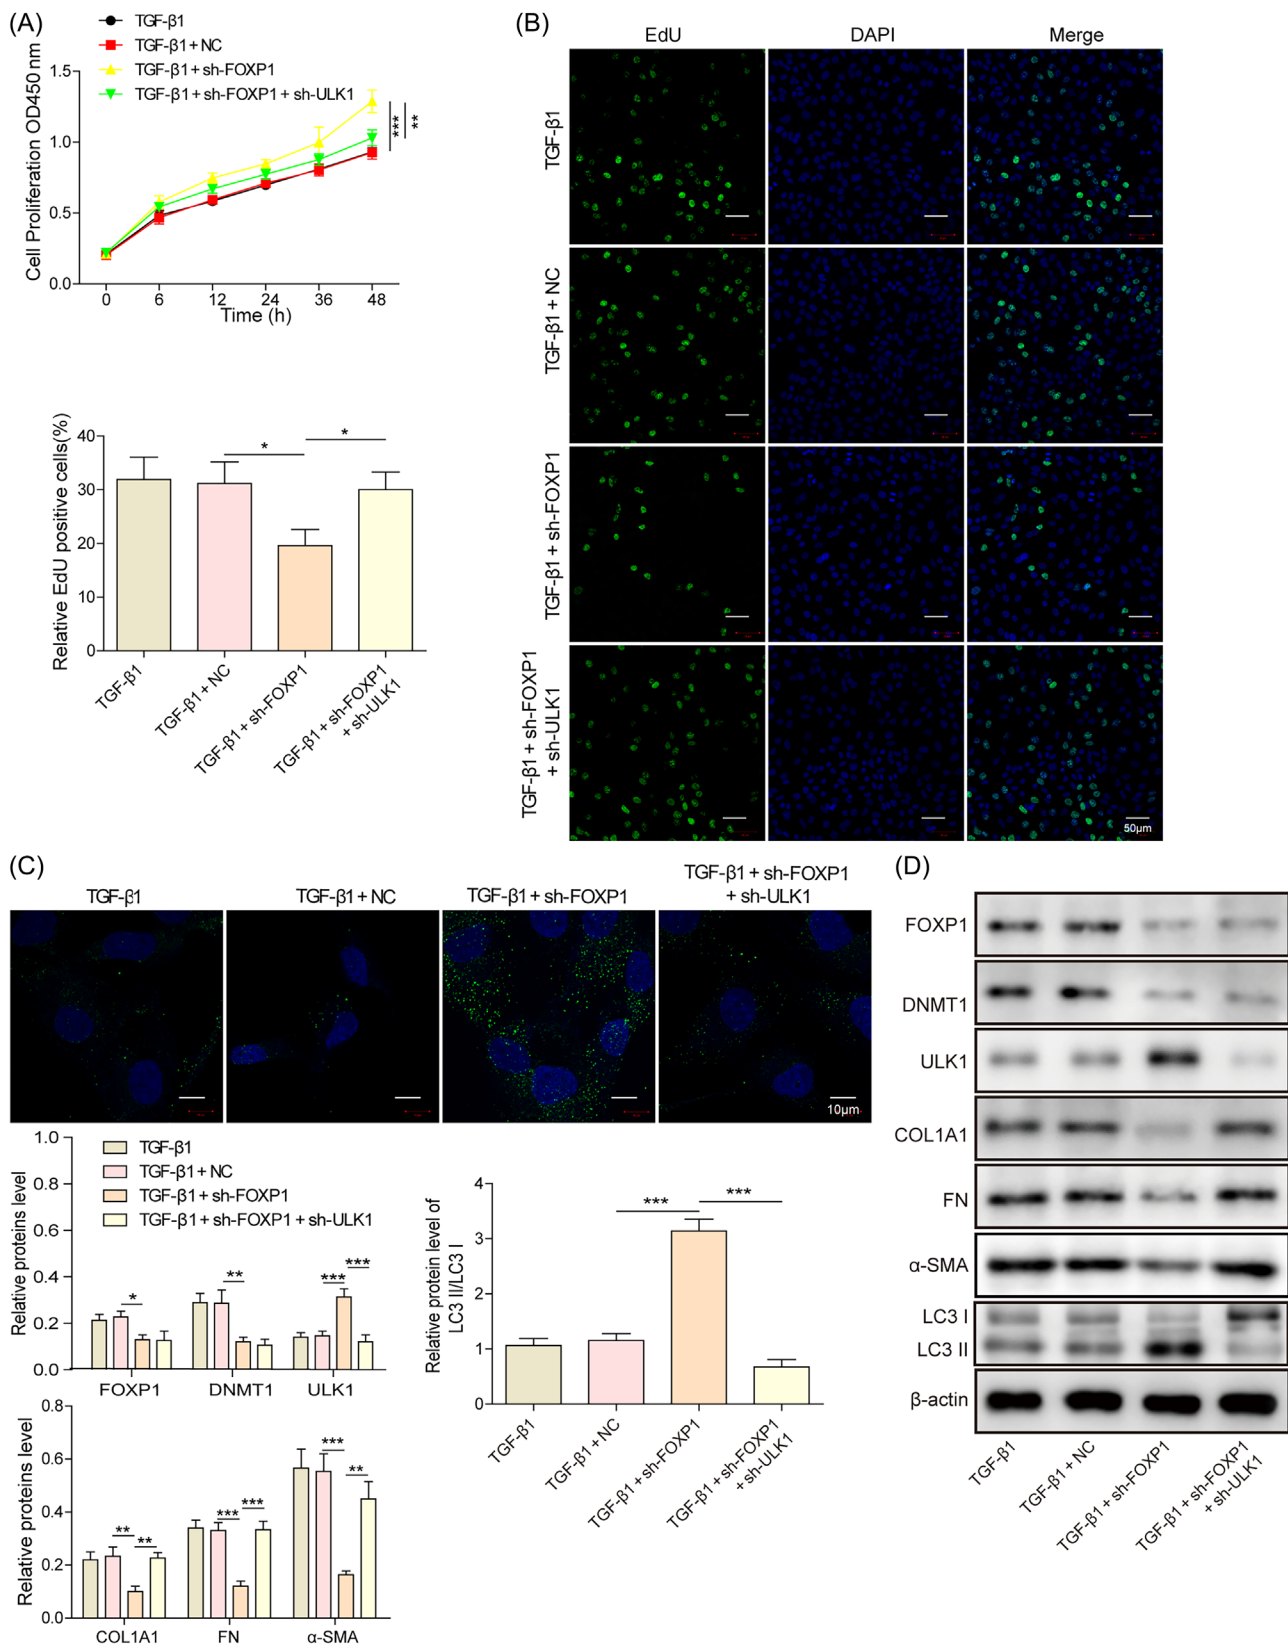 (A)
TGF-β1
TGF-β1+NC
TGF-β1+sh-FOXP1
TGF-β1+sh-FOXP1+sh-ULK1
Cell Proliferation OD450nm
1.5
1.0
0.5
0.0
***
**
0 6 12 24 36 48
Time (h)
Relative EdU positive cells(%)
40
30
20
10
0
* *
TGF-β1
TGF-β1+NC
TGF-β1+sh-FOXP1
TGF-β1+sh-FOXP1
+sh-ULK1
(B)
EdU DAPI Merge
TGF-β1
TGF-β1+NC
TGF-β1+sh-FOXP1
TGF-β1+sh-FOXP1
+sh-ULK1
50μm
(C)
TGF-β1
TGF-β1+NC
TGF-β1+sh-FOXP1
TGF-β1+sh-FOXP1
+sh-ULK1
10μm
Relative proteins level
1.0
0.8
0.6
0.4
0.2
0.0
TGF-β1
TGF-β1+NC
TGF-β1+sh-FOXP1
TGF-β1+sh-FOXP1+sh-ULK1
* ** *** ***
FOXP1 DNMT1 ULK1
Relative proteins level
0.8
0.6
0.4
0.2
0.0
** ** *** *** *** **
COL1A1 FN α-SMA
Relative protein level of
LC3 II/LC3 I
4
3
2
1
0
*** ***
TGF-β1
TGF-β1+NC
TGF-β1+sh-FOXP1
TGF-β1+sh-FOXP1
+sh-ULK1
(D)
FOXP1
DNMT1
ULK1
COL1A1
FN
α-SMA
LC3 I
LC3 II
β-actin
TGF-β1
TGF-β1+NC
TGF-β1+sh-FOXP1
TGF-β1+sh-FOXP1
+sh-ULK1